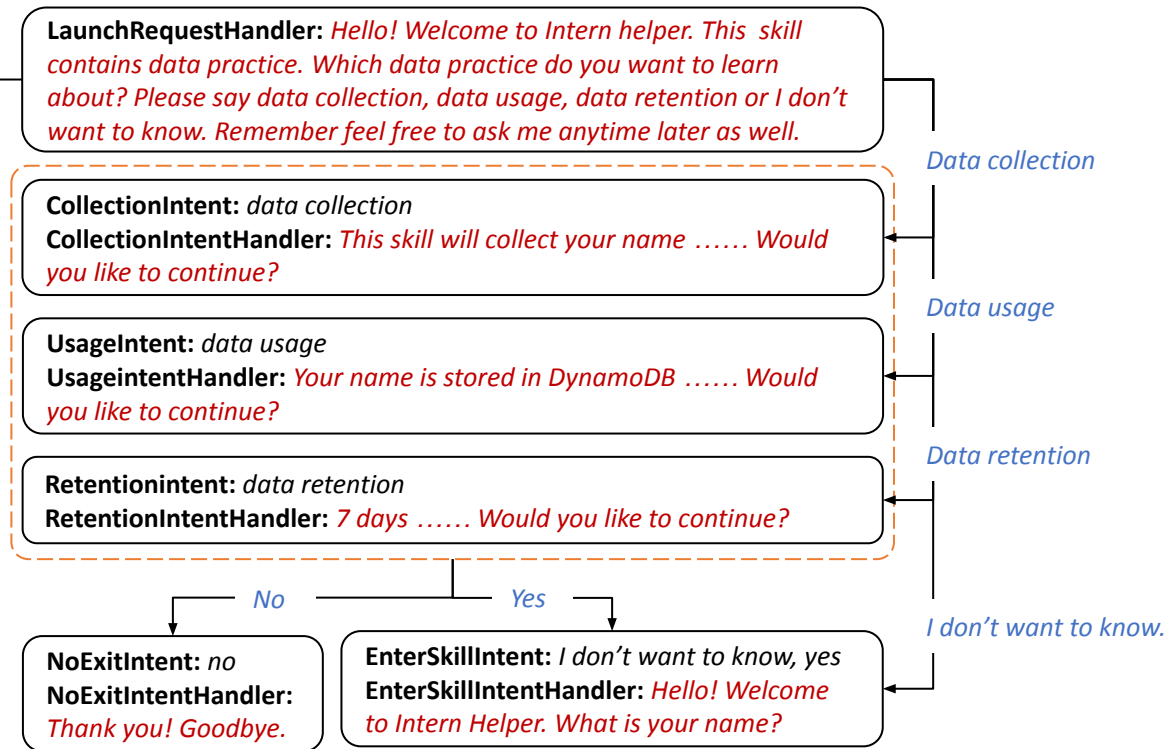 LaunchRequestHandler: Hello! Welcome to Intern helper. This skill
contains data practice. Which data practice do you want to learn
about? Please say data collection, data usage, data retention or I don't
want to know. Remember feel free to ask me anytime later as well.
Data collection
CollectionIntent: data collection
CollectionIntentHandler: This skill will collect your name …… Would
you like to continue?
Data usage
UsageIntent: data usage
UsageintentHandler: Your name is stored in DynamoDB …… Would
you like to continue?
Data retention
Retentionintent: data retention
RetentionIntentHandler: 7 days …… Would you like to continue?
No
Yes
I don't want to know.
NoExitIntent: no
NoExitIntentHandler:
Thank you! Goodbye.
EnterSkillIntent: I don't want to know, yes
EnterSkillIntentHandler: Hello! Welcome
to Intern Helper. What is your name?